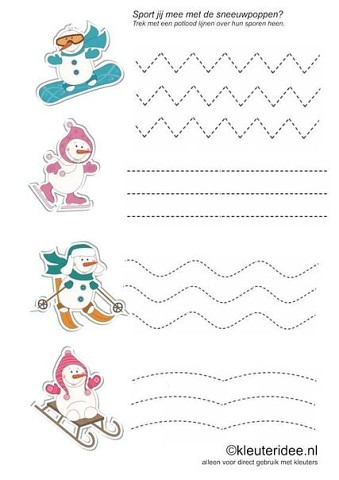 Sport jij mee met de sneeuwpoppen?
Trek met een potlood lijnen over hun sporen heen.
©kleuteridee.nl
alleen voor direct gebruik met kleuters